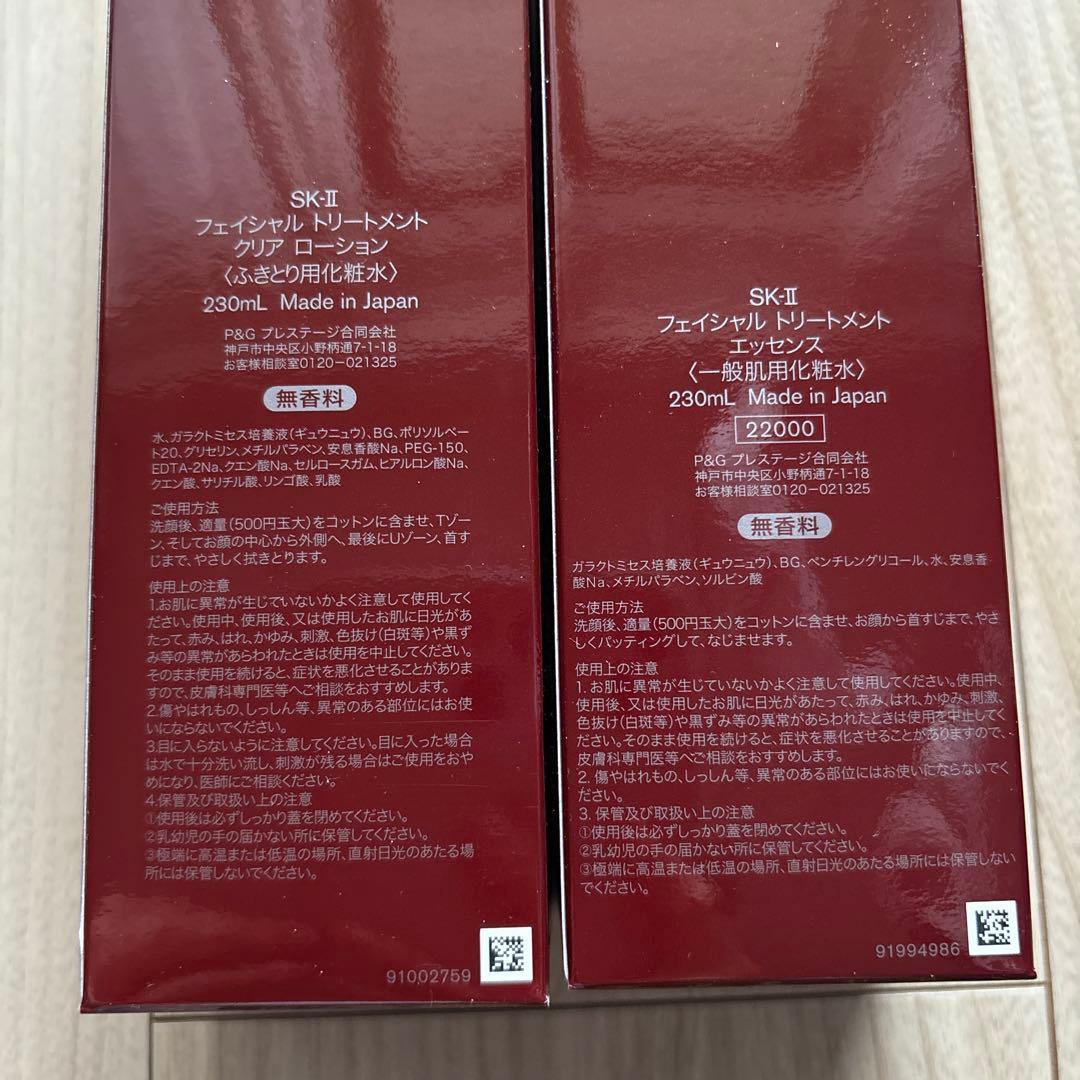 SK-II
フェイシャル トリートメント
クリア ローション
〈ふきとり用化粧水〉
230mL Made in Japan
P&G プレステージ合同会社
神戸市中央区小野柄通7-1-18
お客様相談室0120-021325
無香料
水、ガラクトミセス培養液(ギュウニュウ)、BG、ポリソルベー
ト20、グリセリン、メチルパラベン、安息香酸Na、PEG-150、
EDTA-2Na、クエン酸Na、セルロースガム、ヒアルロン酸Na、
クエン酸、サリチル酸、リンゴ酸、乳酸
ご使用方法
洗顔後、適量(500円玉大)をコットンに含ませ、Tゾー
ン、そしてお顔の中心から外側へ、最後にUゾーン、首す
じまで、やさしく拭きとります。
使用上の注意
1.お肌に異常が生じていないかよく注意して使用してく
ださい。使用中、使用後、又は使用したお肌に日光があ
たって、赤み、はれ、かゆみ、刺激、色抜け(白斑等)や黒ず
み等の異常があらわれたときは使用を中止してください。
そのまま使用を続けると、症状を悪化させることがありま
すので、皮膚科専門医等へご相談をおすすめします。
2.傷やはれもの、しっしん等、異常のある部位にはお使
いにならないでください。
3.目に入らないように注意してください。目に入った場合
は水で十分洗い流し、刺激が残る場合はご使用をおや
めになり、医師にご相談ください。
4.保管及び取扱い上の注意
①使用後は必ずしっかり蓋を閉めてください。
②乳幼児の手の届かない所に保管してください。
③極端に高温または低温の場所、直射日光のあたる場
所には保管しないでください。
91002759
SK-II
フェイシャル トリートメント
エッセンス
〈一般肌用化粧水〉
230mL Made in Japan
22000
P&G プレステージ合同会社
神戸市中央区小野柄通7-1-18
お客様相談室0120-021325
無香料
ガラクトミセス培養液(ギュウニュウ)、BG、ペンチレングリコール、水、安息香
酸Na、メチルパラベン、ソルビン酸
ご使用方法
洗顔後、適量(500円玉大)をコットンに含ませ、お顔から首すじまで、やさ
しくパッティングして、なじませます。
使用上の注意
1. お肌に異常が生じていないかよく注意して使用してください。使用中、
使用後、又は使用したお肌に日光があたって、赤み、はれ、かゆみ、刺激、
色抜け(白斑等)や黒ずみ等の異常があらわれたときは使用を中止してく
ださい。そのまま使用を続けると、症状を悪化させることがありますので、
皮膚科専門医等へご相談をおすすめします。
2. 傷やはれもの、しっしん等、異常のある部位にはお使いにならないでくだ
さい。
3. 保管及び取扱い上の注意
①使用後は必ずしっかり蓋を閉めてください。
②乳幼児の手の届かない所に保管してください。
③極端に高温または低温の場所、直射日光のあたる場所には保管しない
でください。
91994986